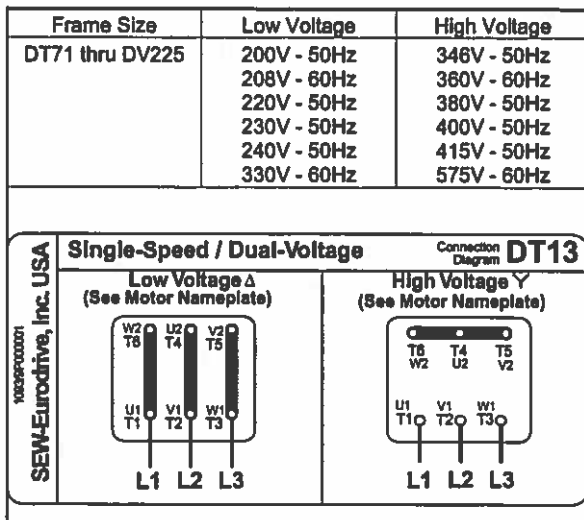 Frame Size Low Voltage High Voltage
DT71 thru DV225 200V - 50Hz 346V - 50Hz
208V - 60Hz 360V - 60Hz
220V - 50Hz 380V - 50Hz
230V - 50Hz 400V - 50Hz
240V - 50Hz 415V - 50Hz
330V - 60Hz 575V - 60Hz
SEW-Eurodrive, Inc. USA
Single-Speed / Dual-Voltage Connection Diagram DT13
Low Voltage Δ
(See Motor Nameplate)
W2 U2 V2
T6 T4 T5
U1 V1 W1
T1 T2 T3
L1 L2 L3
High Voltage Y
(See Motor Nameplate)
T6 T4 T5
W2 U2 V2
U1 V1 W1
T1 T2 T3
L1 L2 L3